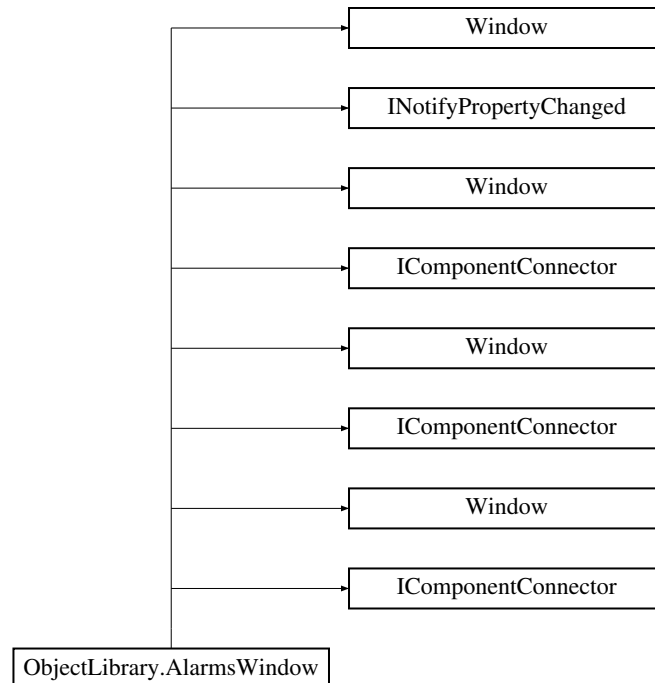 Window
INotifyPropertyChanged
Window
IComponentConnector
Window
IComponentConnector
Window
IComponentConnector
ObjectLibrary.AlarmsWindow